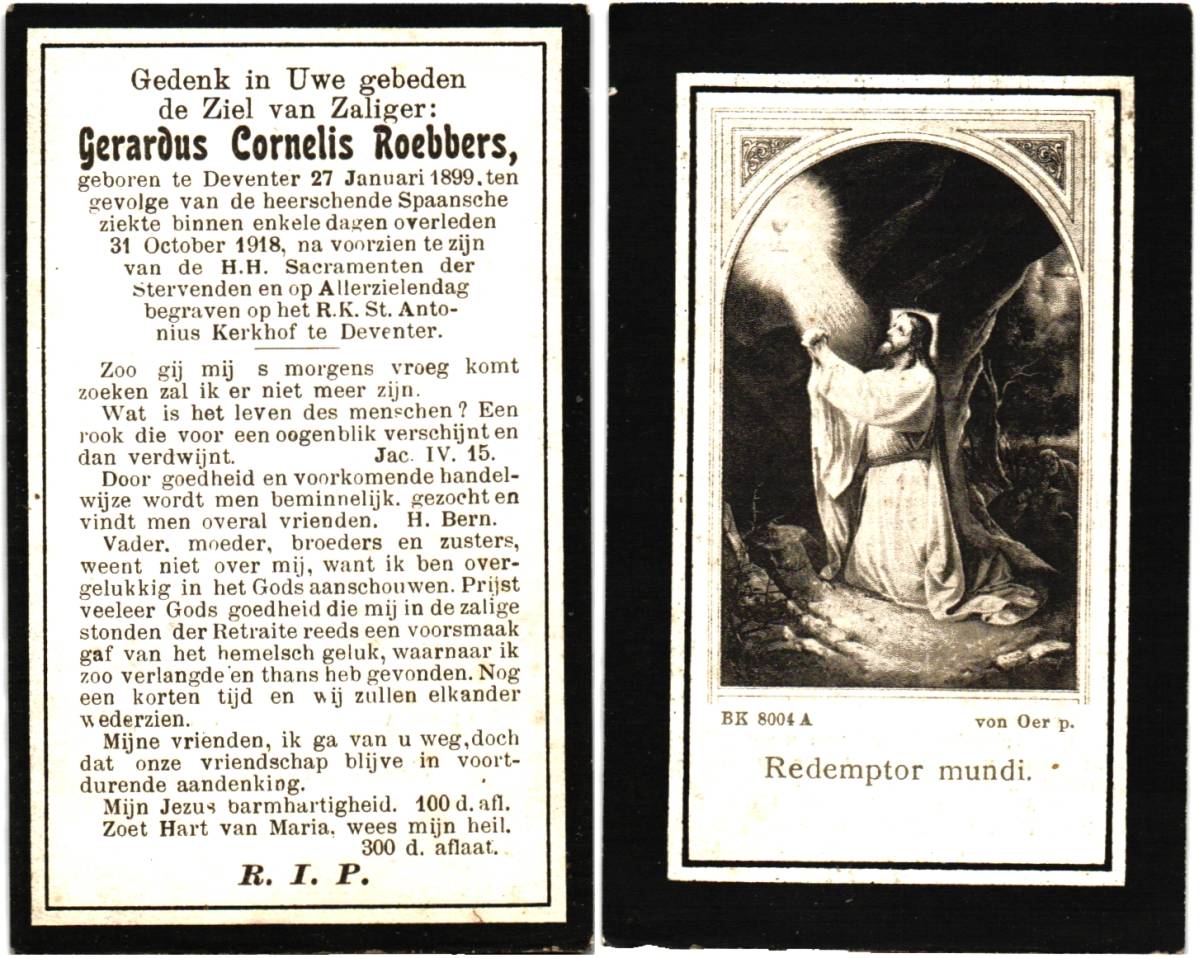 Gedenk in Uwe gebeden
de Ziel van Zaliger:
Gerardus Cornelis Roebbers,
geboren te Deventer 27 Januari 1899, ten
gevolge van de heerschende Spaansche
ziekte binnen enkele dagen overleden
31 October 1918, na voorzien te zijn
van de H.H. Sacramenten der
Stervenden en op Allerzielendag
begraven op het R.K. St. Anto-
nius Kerkhof te Deventer.
Zoo gij mij s morgens vroeg komt
zoeken zal ik er niet meer zijn.
Wat is het leven des menschen? Een
rook die voor een oogenblik verschijnt en
dan verdwijnt. Jac. IV. 15.
Door goedheid en voorkomende handel-
wijze wordt men beminnelijk. gezocht en
vindt men overal vrienden. H. Bern.
Vader, moeder, broeders en zusters,
weent niet over mij, want ik ben over-
gelukkig in het Gods aanschouwen. Prijst
veeleer Gods goedheid die mij in de zalige
stonden der Retraite reeds een voorsmaak
gaf van het hemelsch geluk, waarnaar ik
zoo verlangde en thans heb gevonden. Nog
een korten tijd en wij zullen elkander
wederzien.
Mijne vrienden, ik ga van u weg, doch
dat onze vriendschap blijve in voort-
durende aandenking.
Mijn Jezus barmhartigheid. 100 d. afl.
Zoet Hart van Maria, wees mijn heil.
300 d. aflaat.
R. I. P.
BK 8004 A von Oer p.
Redemptor mundi.